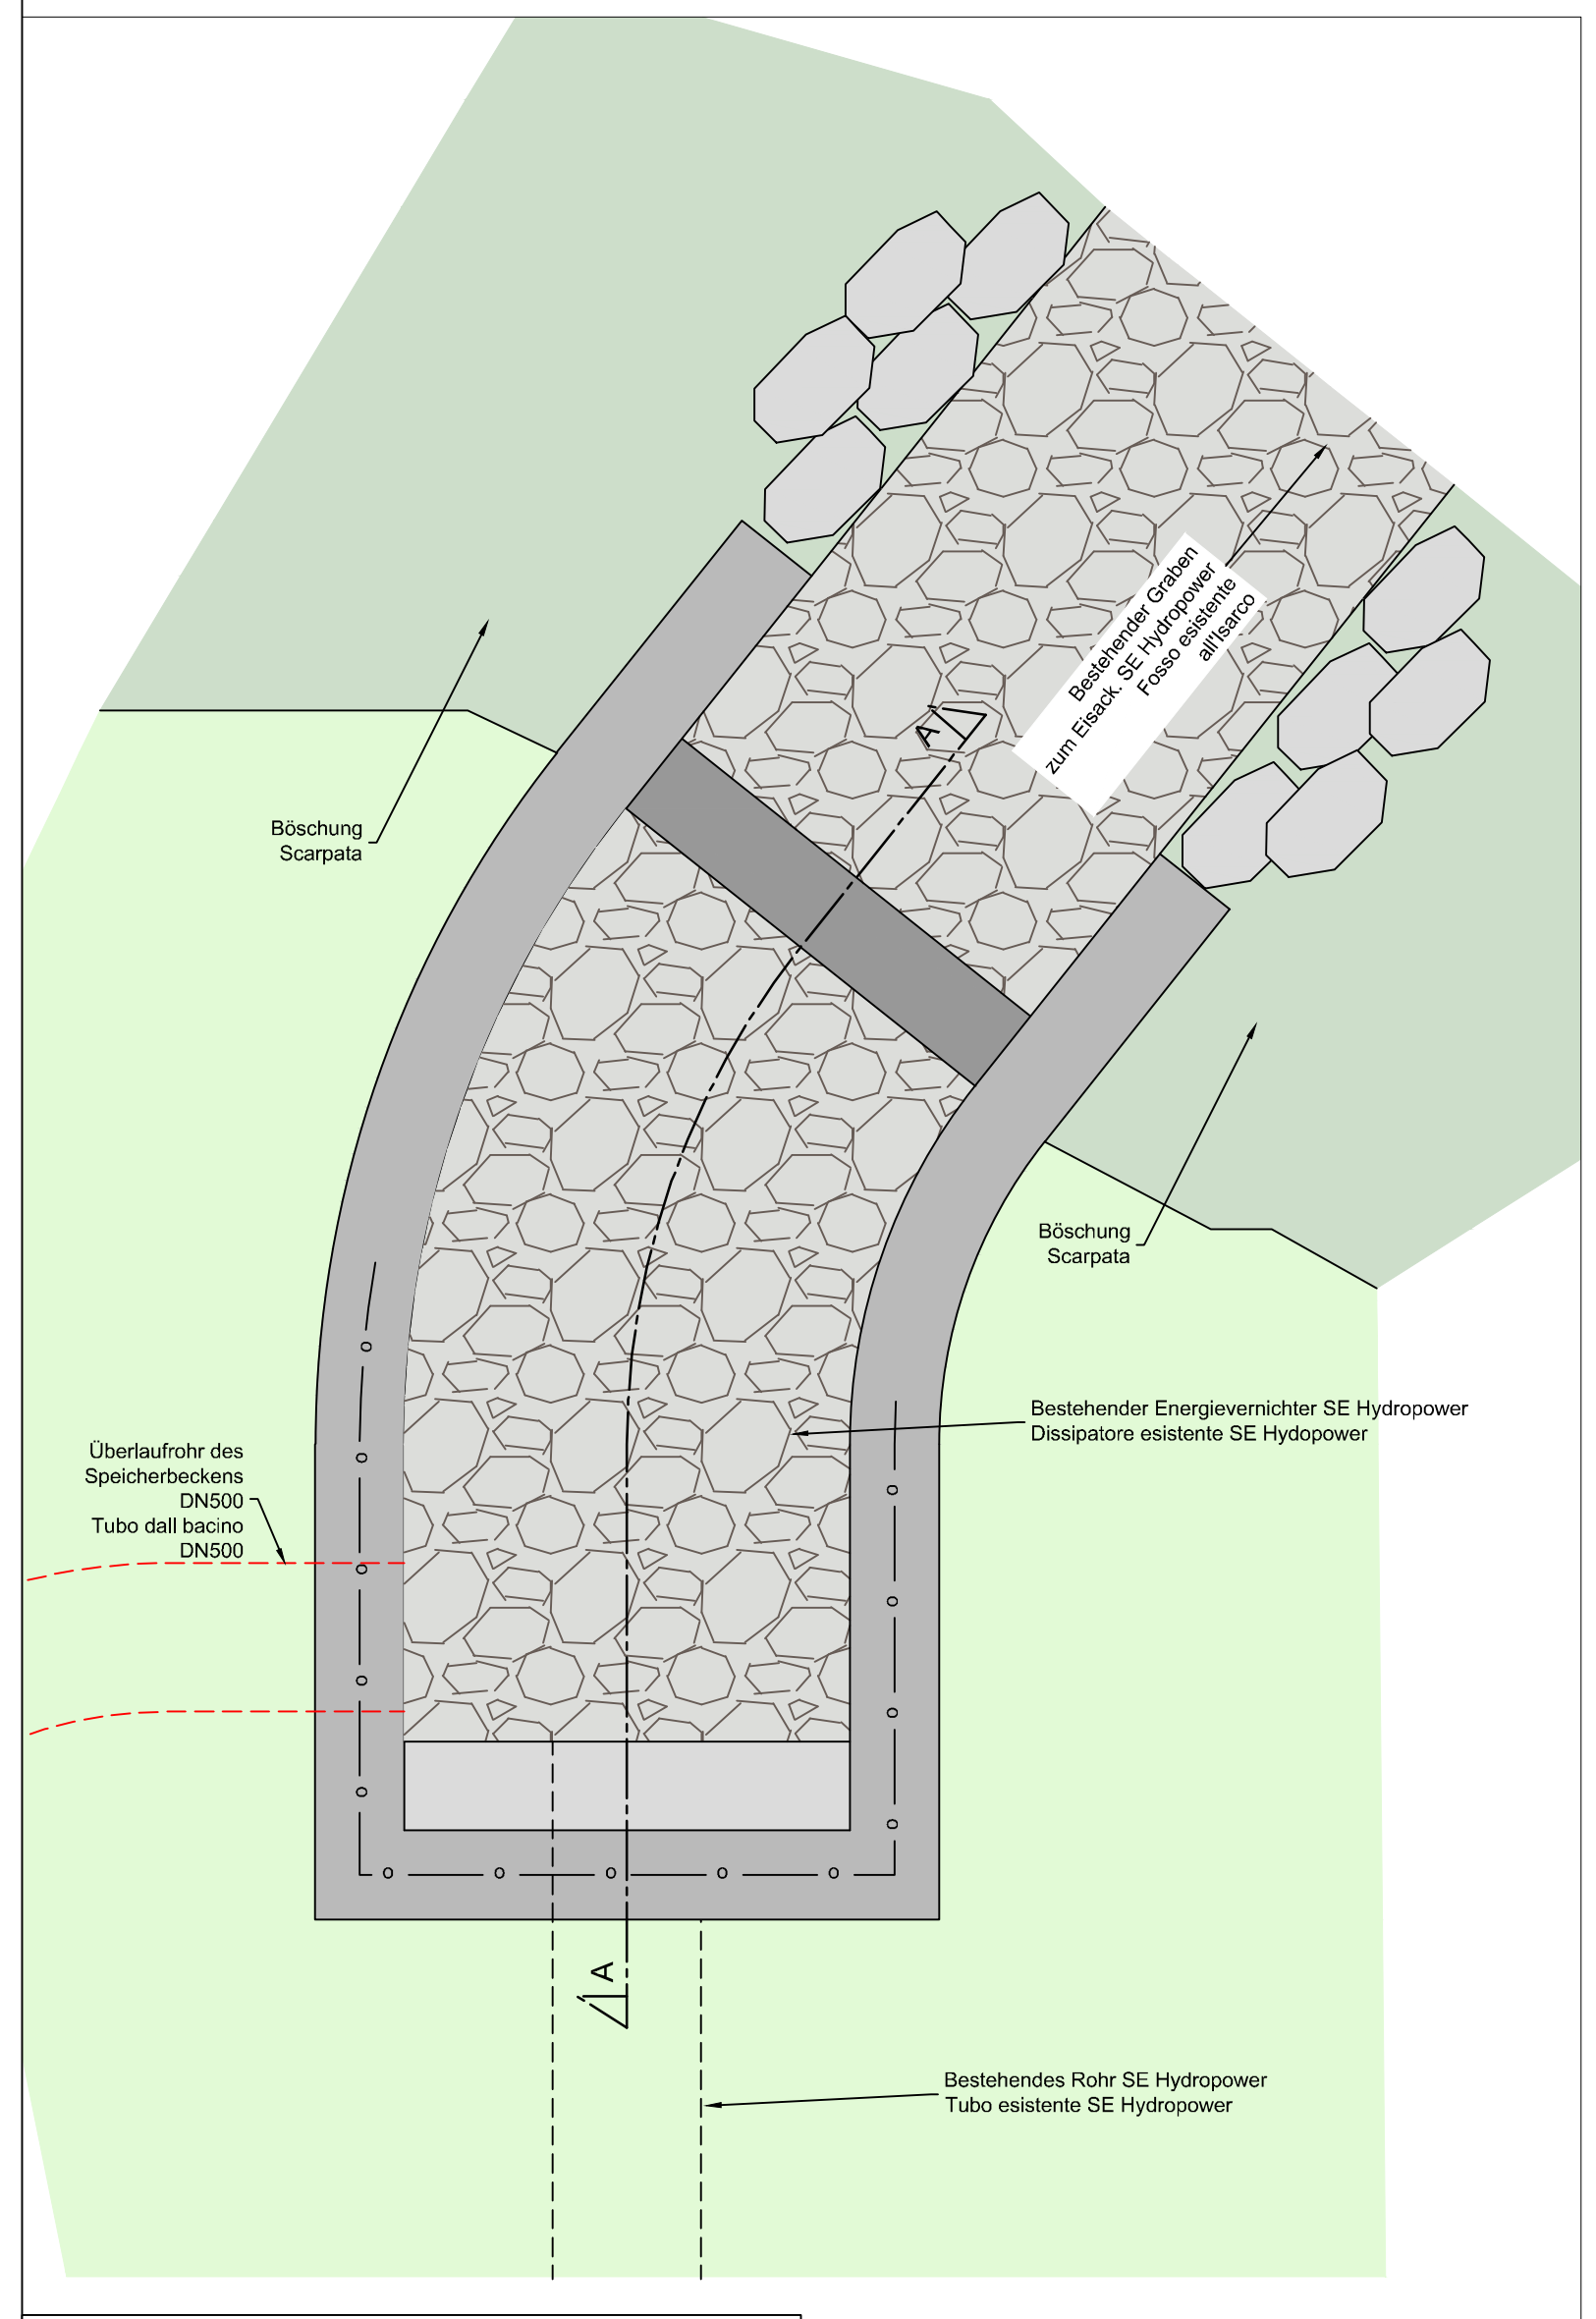 Bestehender Graben
zum Eisack. SE Hydropower
Fosso esistente
all'Isarco
A
Böschung
Scarpata
Böschung
Scarpata
Bestehender Energievernichter SE Hydropower
Dissipatore esistente SE Hydopower
Überlaufrohr des
Speicherbeckens
DN500
Tubo dall bacino
DN500
A
Bestehendes Rohr SE Hydropower
Tubo esistente SE Hydropower